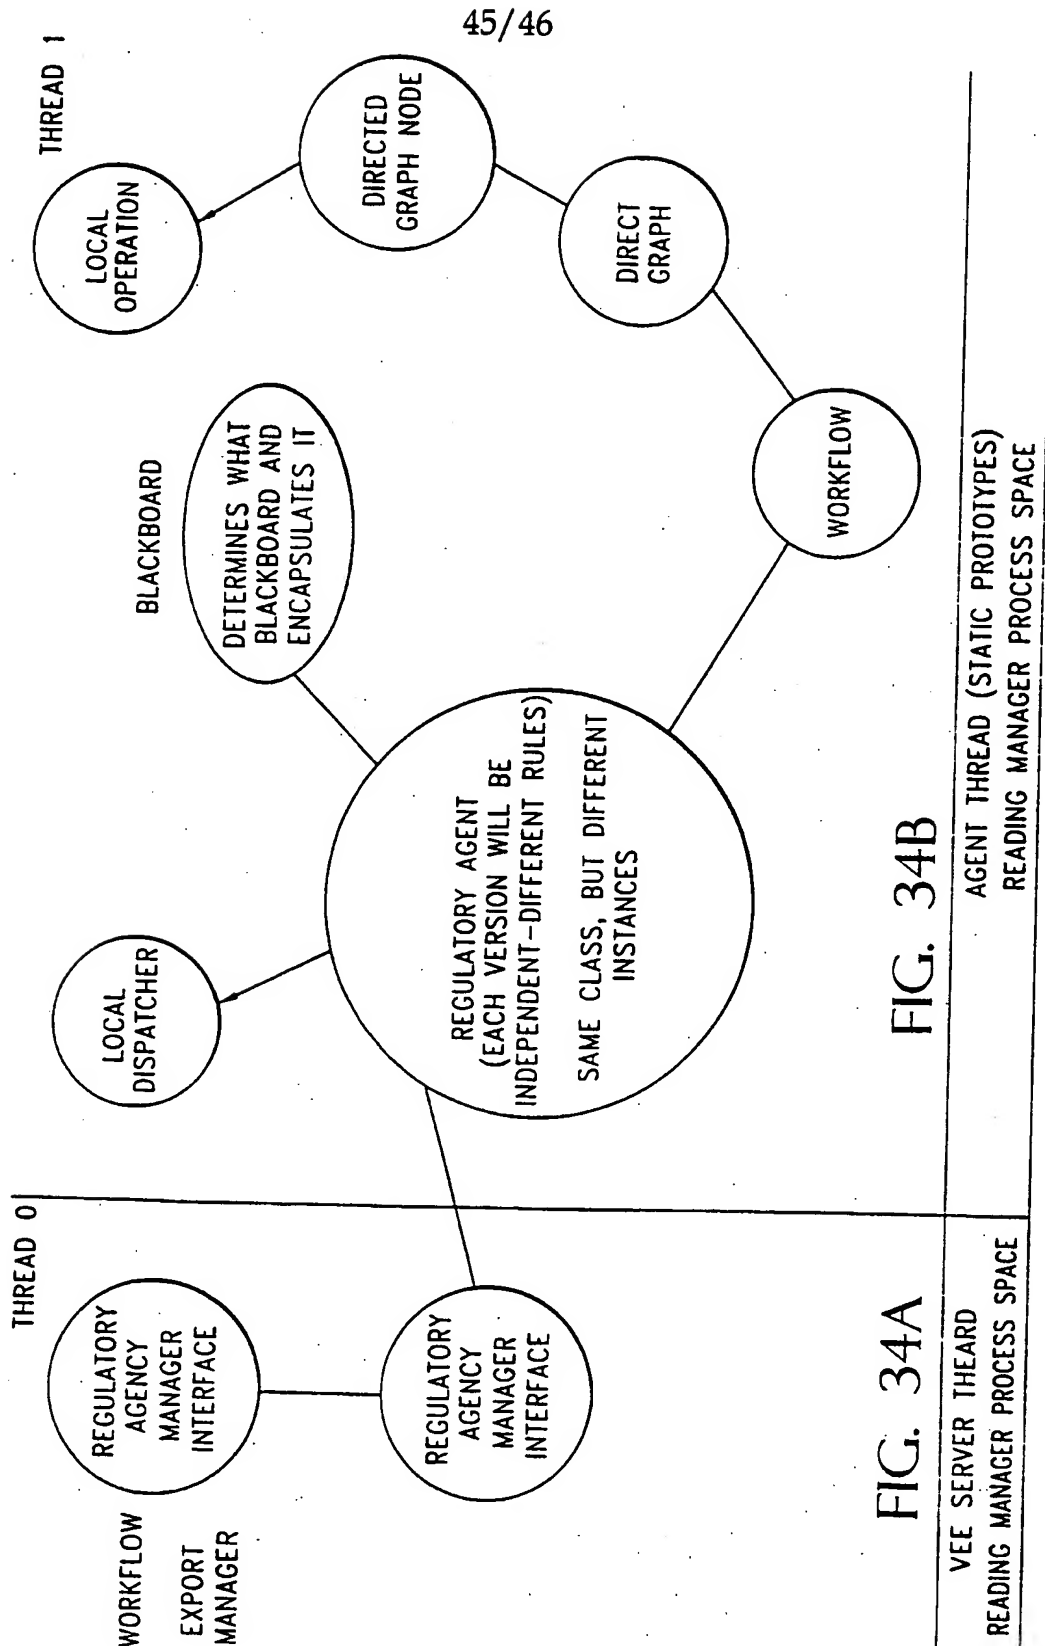 45/46
THREAD 0
WORKFLOW
EXPORT
MANAGER
REGULATORY
AGENCY
MANAGER
INTERFACE
REGULATORY
AGENCY
MANAGER
INTERFACE
FIG. 34A
VEE SERVER THEARD
READING MANAGER PROCESS SPACE
THREAD 1
LOCAL
DISPATCHER
BLACKBOARD
DETERMINES WHAT
BLACKBOARD AND
ENCAPSULATES IT
LOCAL
OPERATION
DIRECTED
GRAPH NODE
DIRECT
GRAPH
WORKFLOW
REGULATORY AGENT
(EACH VERSION WILL BE
INDEPENDENT-DIFFERENT RULES)
SAME CLASS, BUT DIFFERENT
INSTANCES
FIG. 34B
AGENT THREAD (STATIC PROTOTYPES)
READING MANAGER PROCESS SPACE